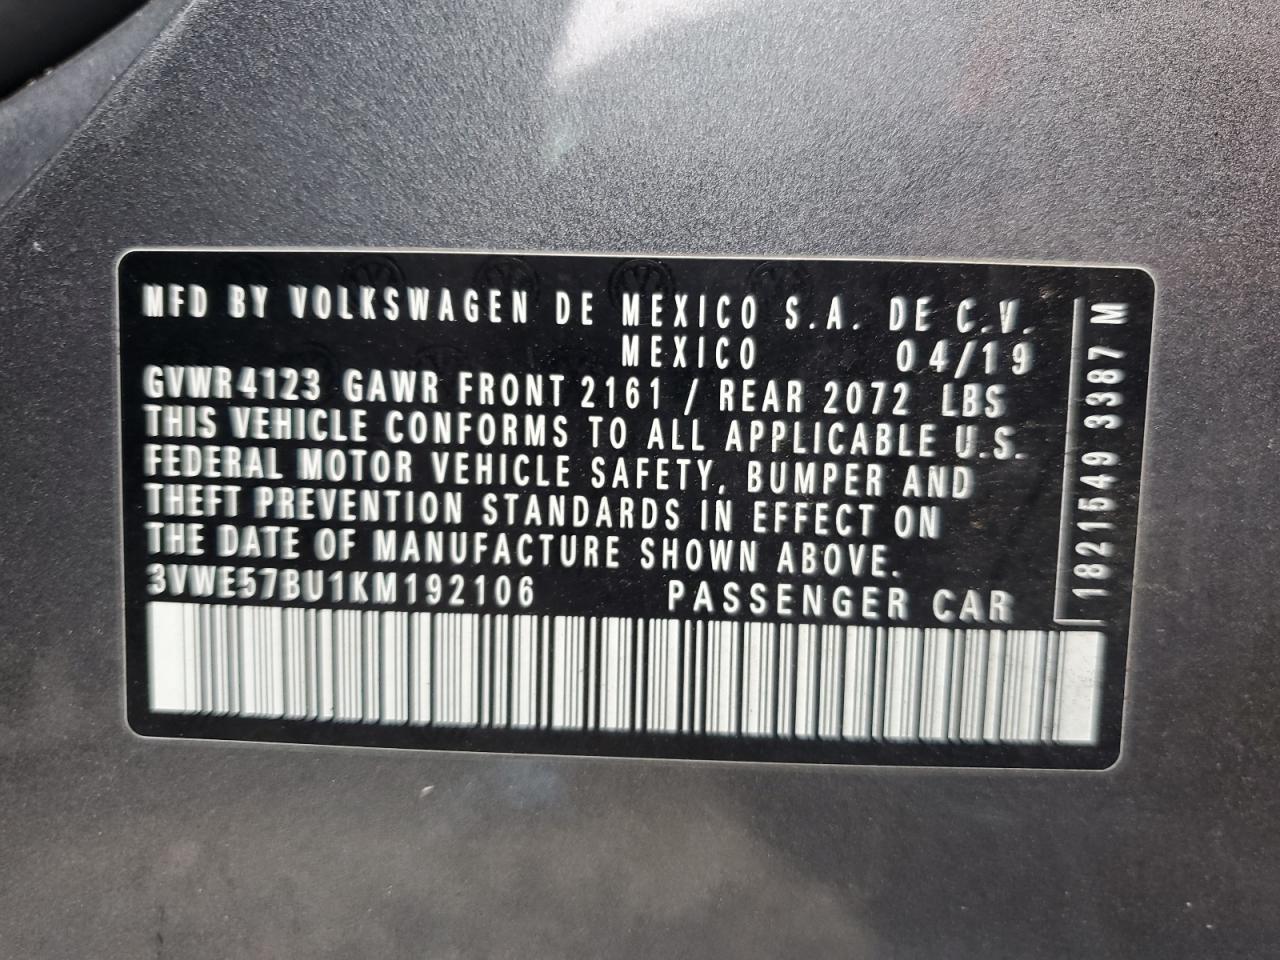 MFD BY VOLKSWAGEN DE MEXICO S.A. DE C.V.
MEXICO 04/19
GVWR4123 GAWR FRONT 2161 / REAR 2072 LBS
THIS VEHICLE CONFORMS TO ALL APPLICABLE U.S.
FEDERAL MOTOR VEHICLE SAFETY, BUMPER AND
THEFT PREVENTION STANDARDS IN EFFECT ON
THE DATE OF MANUFACTURE SHOWN ABOVE.
3VWE57BU1KM192106 PASSENGER CAR
1821549 3387 M